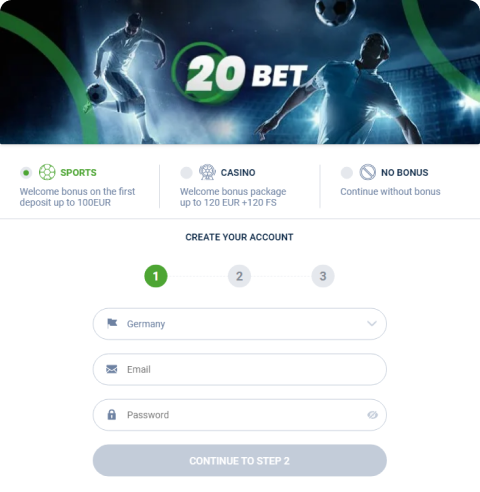 20 BET
SPORTS
Welcome bonus on the first
deposit up to 100EUR
CASINO
Welcome bonus package
up to 120 EUR +120 FS
NO BONUS
Continue without bonus
CREATE YOUR ACCOUNT
1 2 3
Germany
Email
Password
CONTINUE TO STEP 2